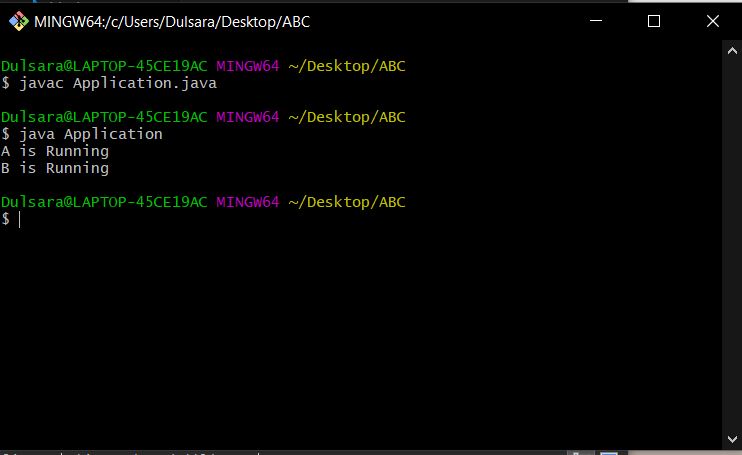 MINGW64:/c/Users/Dulsara/Desktop/ABC
Dulsara@LAPTOP-45CE19AC MINGW64 ~/Desktop/ABC
$ javac Application.java
Dulsara@LAPTOP-45CE19AC MINGW64 ~/Desktop/ABC
$ java Application
A is Running
B is Running
Dulsara@LAPTOP-45CE19AC MINGW64 ~/Desktop/ABC
$